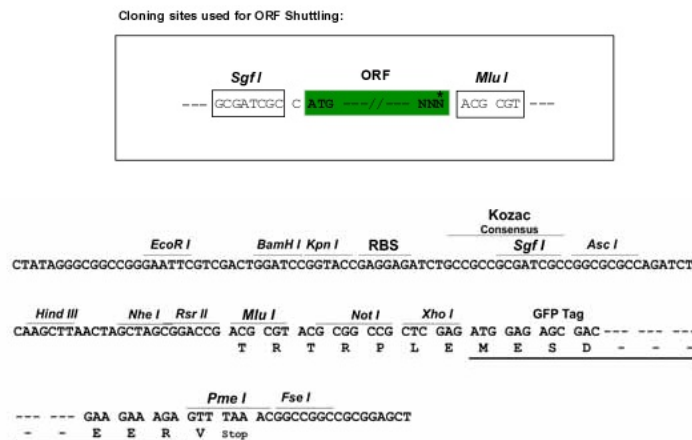 Cloning sites used for ORF Shuttling:
Sgf I ORF Mlu I
--- GCGATCGC C ATG ---//--- NNN* ACG CGT ---
Kozac
Consensus
EcoR I BamH I Kpn I RBS Sgf I Asc I
CTATAGGGCGGCCGGGAATTCGTCGACTGGATCCGGTACCGAGGAGATCTGCCGCCGCGATCGCCGGCGCGCCAGATCT
Hind III Nhe I Rsr II Mlu I Not I Xho I GFP Tag
CAAGCTTAACTAGCTAGCGGACCG ACG CGT ACG CGG CCG CTC GAG ATG GAG AGC GAC--- --- ---
T R T R P L E M E S D - - -
Pme I Fse I
--- --- GAA GAA AGA GTT TAA ACGGCCGGCCGCGGAGCT
- - E E R V Stop